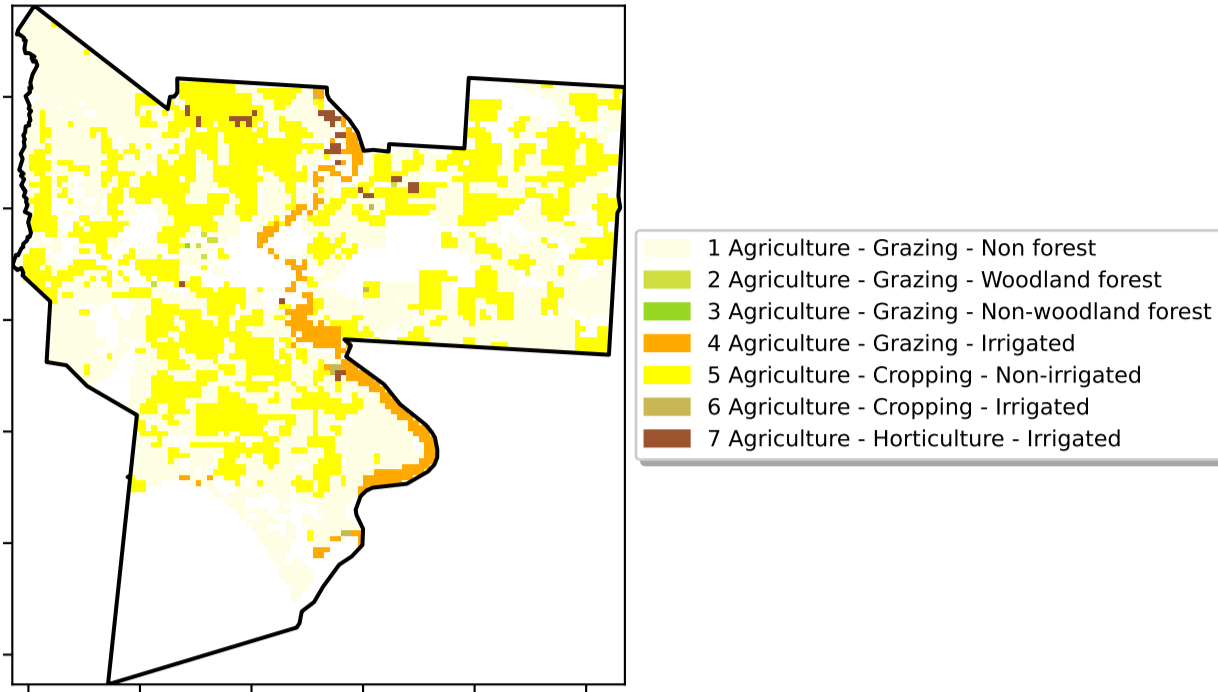 1 Agriculture - Grazing - Non forest
2 Agriculture - Grazing - Woodland forest
3 Agriculture - Grazing - Non-woodland forest
4 Agriculture - Grazing - Irrigated
5 Agriculture - Cropping - Non-irrigated
6 Agriculture - Cropping - Irrigated
7 Agriculture - Horticulture - Irrigated